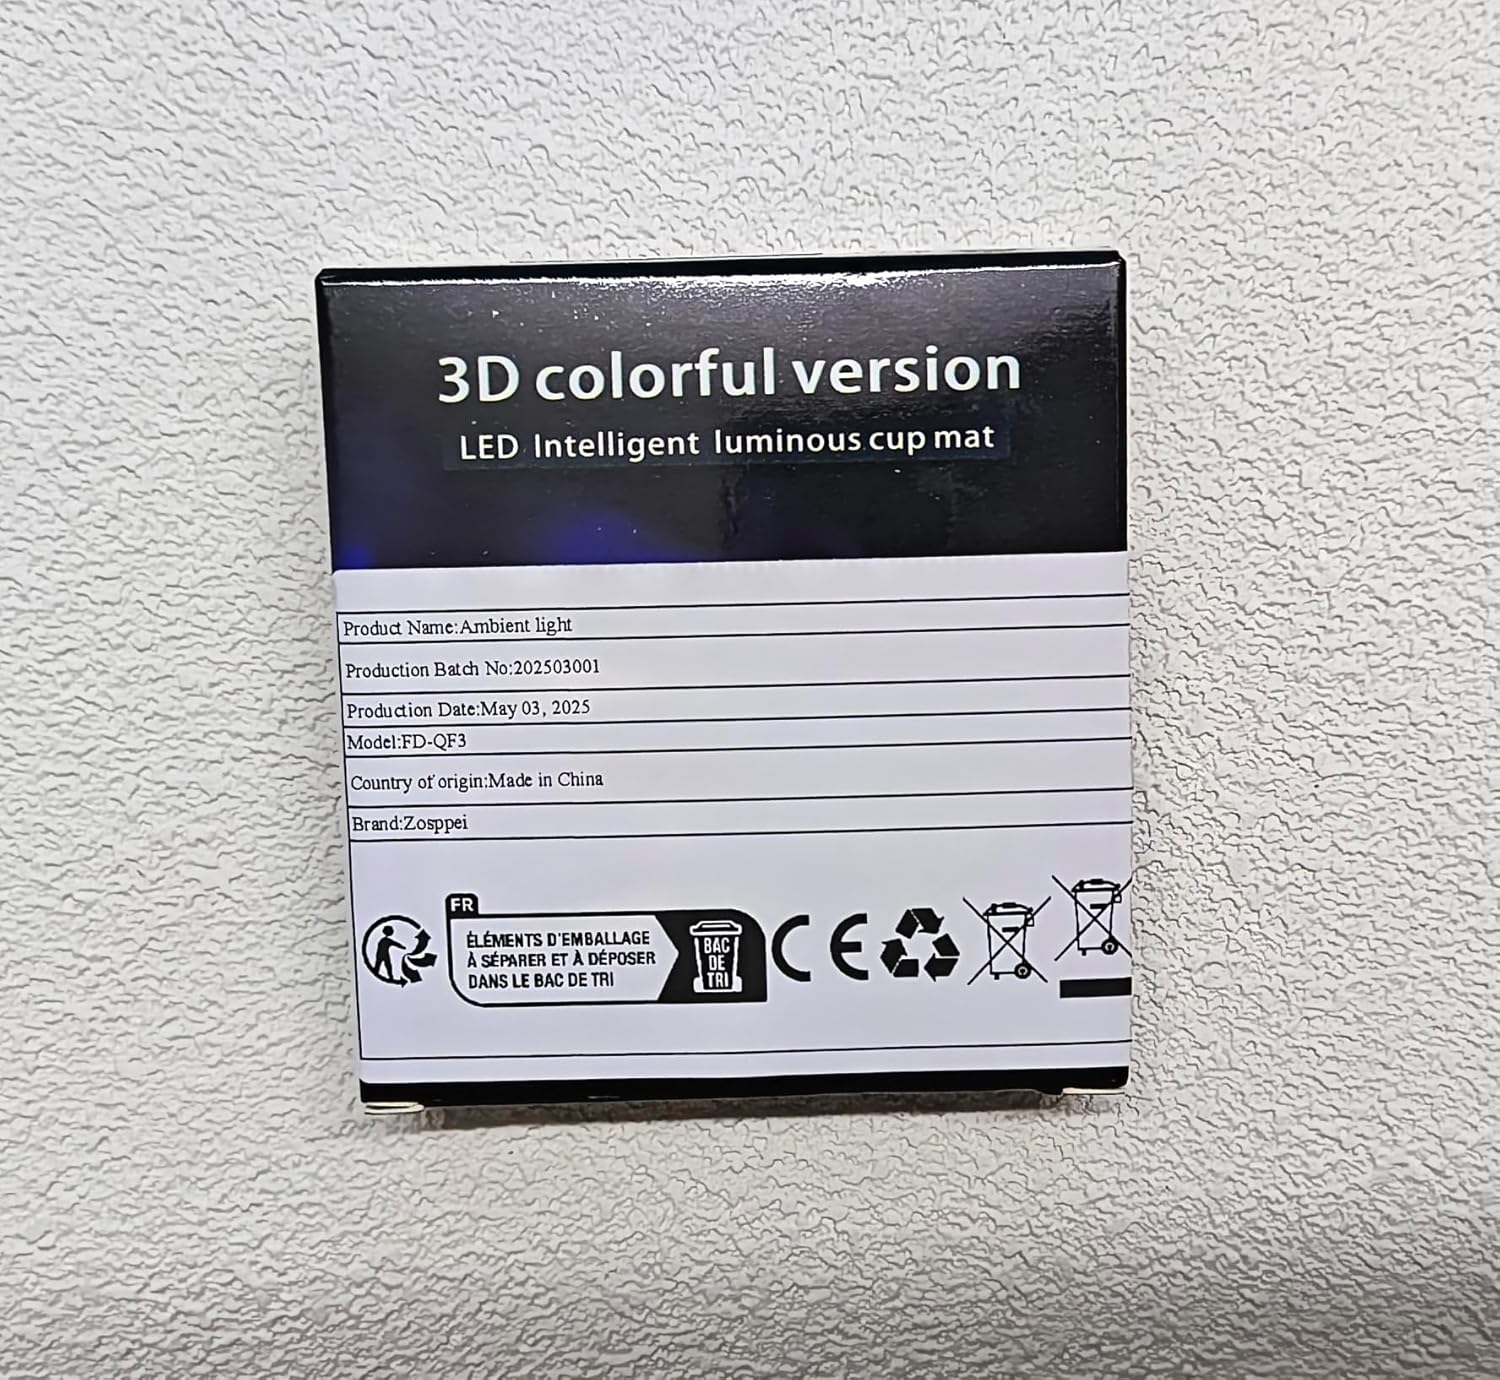 3D colorful version
LED Intelligent luminous cup mat
Product Name:Ambient light
Production Batch No:202503001
Production Date:May 03, 2025
Model:FD-QF3
Country of origin:Made in China
Brand:Zosppei
FR
ÉLÉMENTS D'EMBALLAGE
À SÉPARER ET À DÉPOSER
DANS LE BAC DE TRI
BAC
DE
TRI
CE